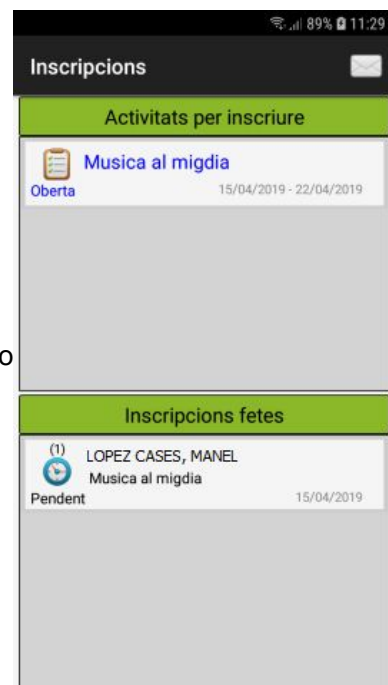 89% 11:29
Inscripcions
Activitats per inscriure
Musica al migdia
Oberta 15/04/2019 - 22/04/2019
o
Inscripcions fetes
(1) LOPEZ CASES, MANEL
Musica al migdia
Pendent 15/04/2019